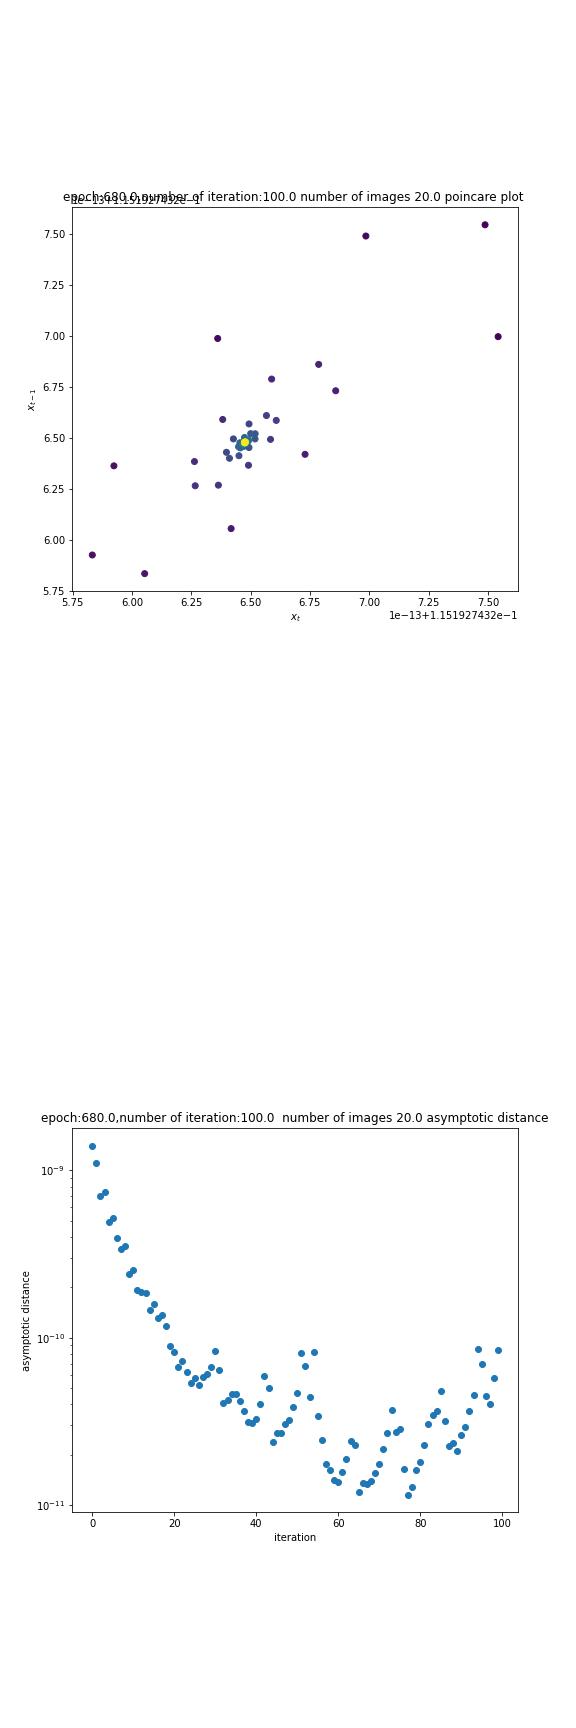 epoch:680.0,number of iteration:100.0 number of images 20.0 poincare plot
1e−13+1.151927432e−1
7.50
7.25
7.00
6.75
6.50
6.25
6.00
5.75
x_{t−1}
5.75 6.00 6.25 6.50 6.75 7.00 7.25 7.50
x_t
1e−13+1.151927432e−1
epoch:680.0,number of iteration:100.0  number of images 20.0 asymptotic distance
10^{−9}
10^{−10}
10^{−11}
asymptotic distance
0 20 40 60 80 100
iteration